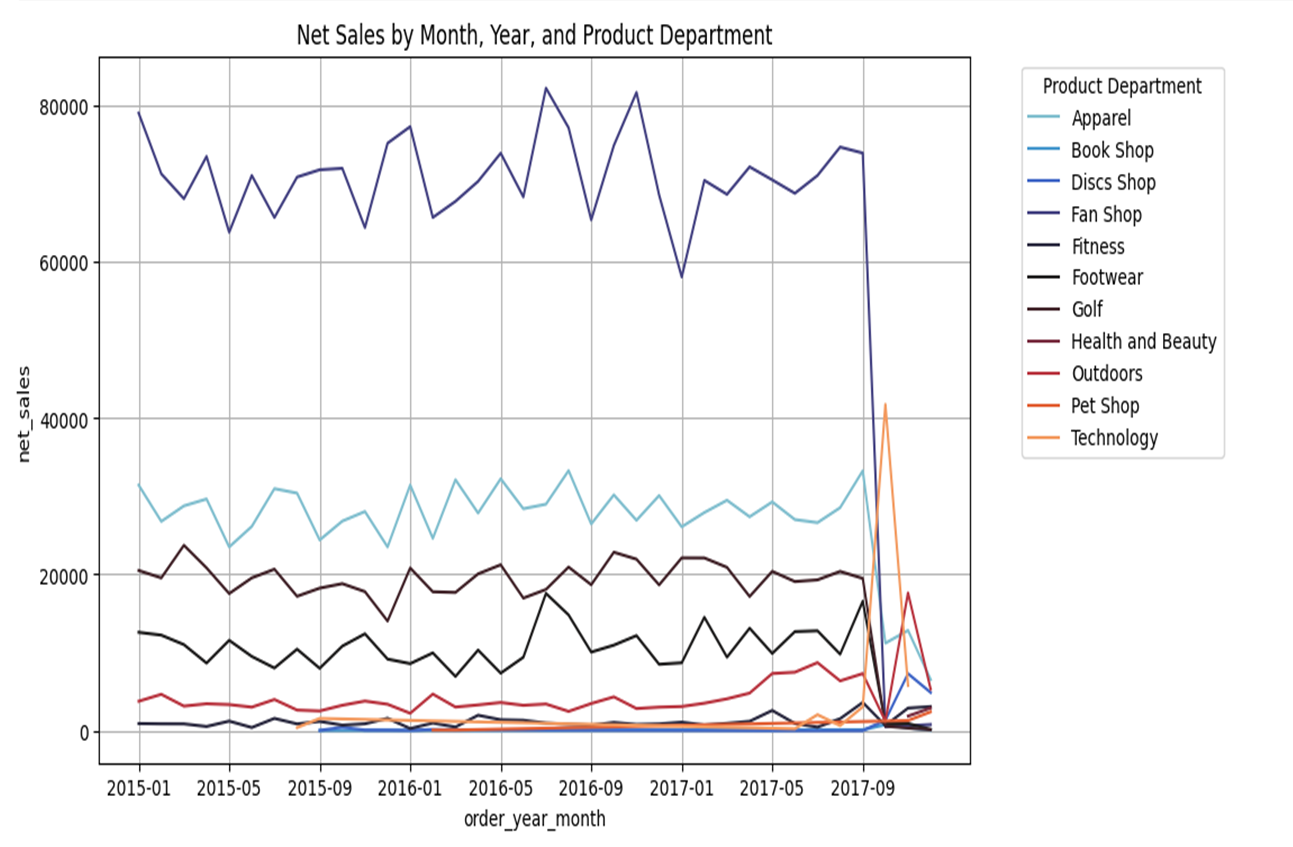 Net Sales by Month, Year, and Product Department
net_sales
80000
60000
40000
20000
0
2015-01 2015-05 2015-09 2016-01 2016-05 2016-09 2017-01 2017-05 2017-09
order_year_month
Product Department
Apparel
Book Shop
Discs Shop
Fan Shop
Fitness
Footwear
Golf
Health and Beauty
Outdoors
Pet Shop
Technology